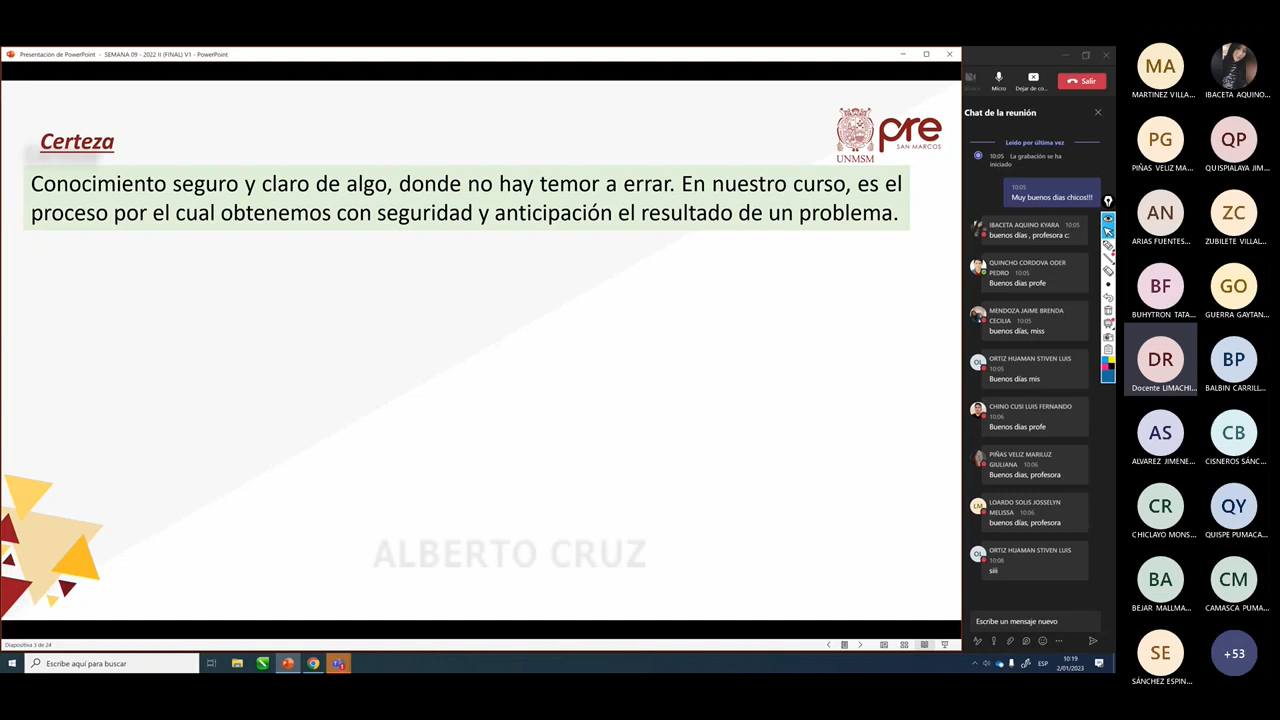 Presentación de PowerPoint - SEMANA 09 - 2022 II (FINAL) V1 - PowerPoint
Certeza
UNMSM
pre
SAN MARCOS
Conocimiento seguro y claro de algo, donde no hay temor a errar. En nuestro curso, es el
proceso por el cual obtenemos con seguridad y anticipación el resultado de un problema.
ALBERTO CRUZ
Diapositiva 3 de 24
Escribe aquí para buscar
ESP
10:19
2/01/2023
Micro
Dejar de co...
Salir
Chat de la reunión
Leído por última vez
10:05 La grabación se ha
iniciado
10:05
Muy buenos dias chicos!!!
IBACETA AQUINO KYARA 10:05
buenos días , profesora c:
QUINCHO CORDOVA ODER
PEDRO 10:05
Buenos dias profe
MENDOZA JAIME BRENDA
CECILIA 10:05
buenos días, miss
ORTIZ HUAMAN STIVEN LUIS
10:05
Buenos días mis
CHINO CUSI LUIS FERNANDO
10:06
Buenos dias profe
PIÑAS VELIZ MARILUZ
GIULIANA 10:06
Buenos días, profesora
LM
LOARDO SOLIS JOSSELYN
MELISSA 10:06
buenos días, profesora
ORTIZ HUAMAN STIVEN LUIS
10:08
siii
Escribe un mensaje nuevo
MA
MARTINEZ VILLA...
IBACETA AQUINO...
PG
PIÑAS VELIZ MA...
QP
QUISPIALAYA JIM...
AN
ARIAS FUENTES...
ZC
ZUBILETE VILLAL...
BF
BUHYTRON TATA...
GO
GUERRA GAYTAN...
DR
Docente LIMACHI...
BP
BALBIN CARRILL...
AS
ALVAREZ JIMENE...
CB
CISNEROS SÁNC...
CR
CHICLAYO MONS...
QY
QUISPE PUMACA...
BA
BEJAR MALLMA...
CM
CAMASCA PUMA...
SE
SÁNCHEZ ESPIN...
+53